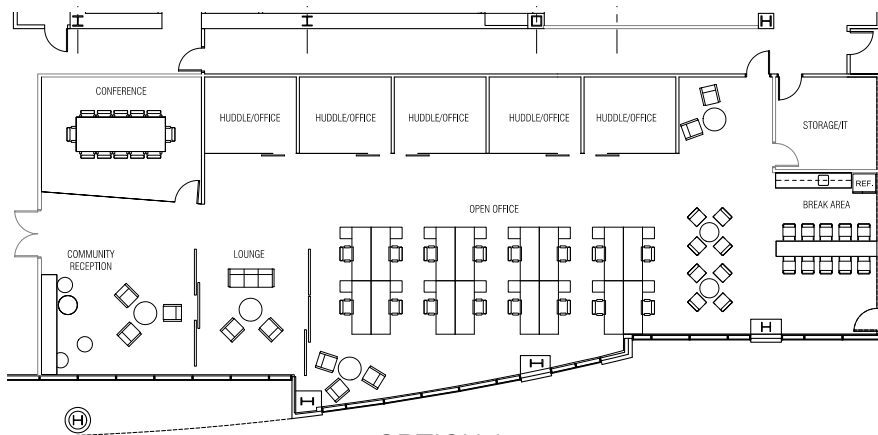 CONFERENCE
HUDDLE/OFFICE
HUDDLE/OFFICE
HUDDLE/OFFICE
HUDDLE/OFFICE
HUDDLE/OFFICE
STORAGE/IT
REF.
OPEN OFFICE
BREAK AREA
COMMUNITY
RECEPTION
LOUNGE